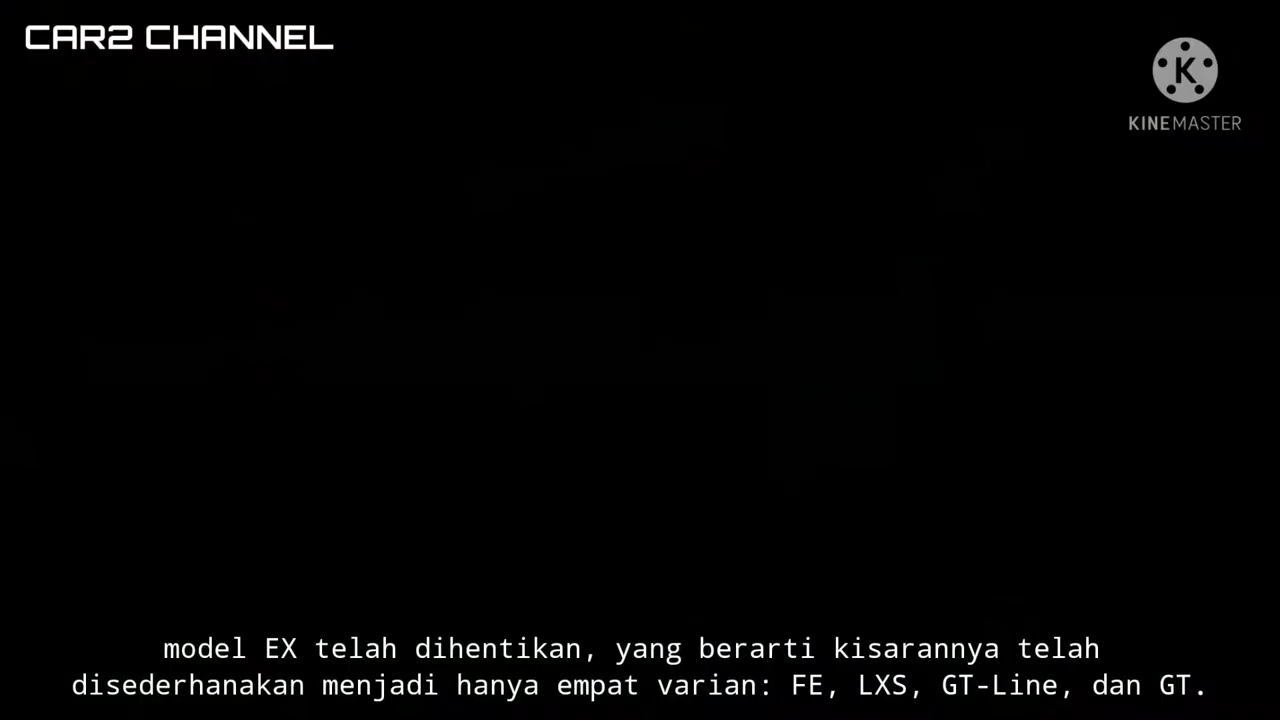 CAR2 CHANNEL
K
KINEMASTER
model EX telah dihentikan, yang berarti kisarannya telah
disederhanakan menjadi hanya empat varian: FE, LXS, GT-Line, dan GT.